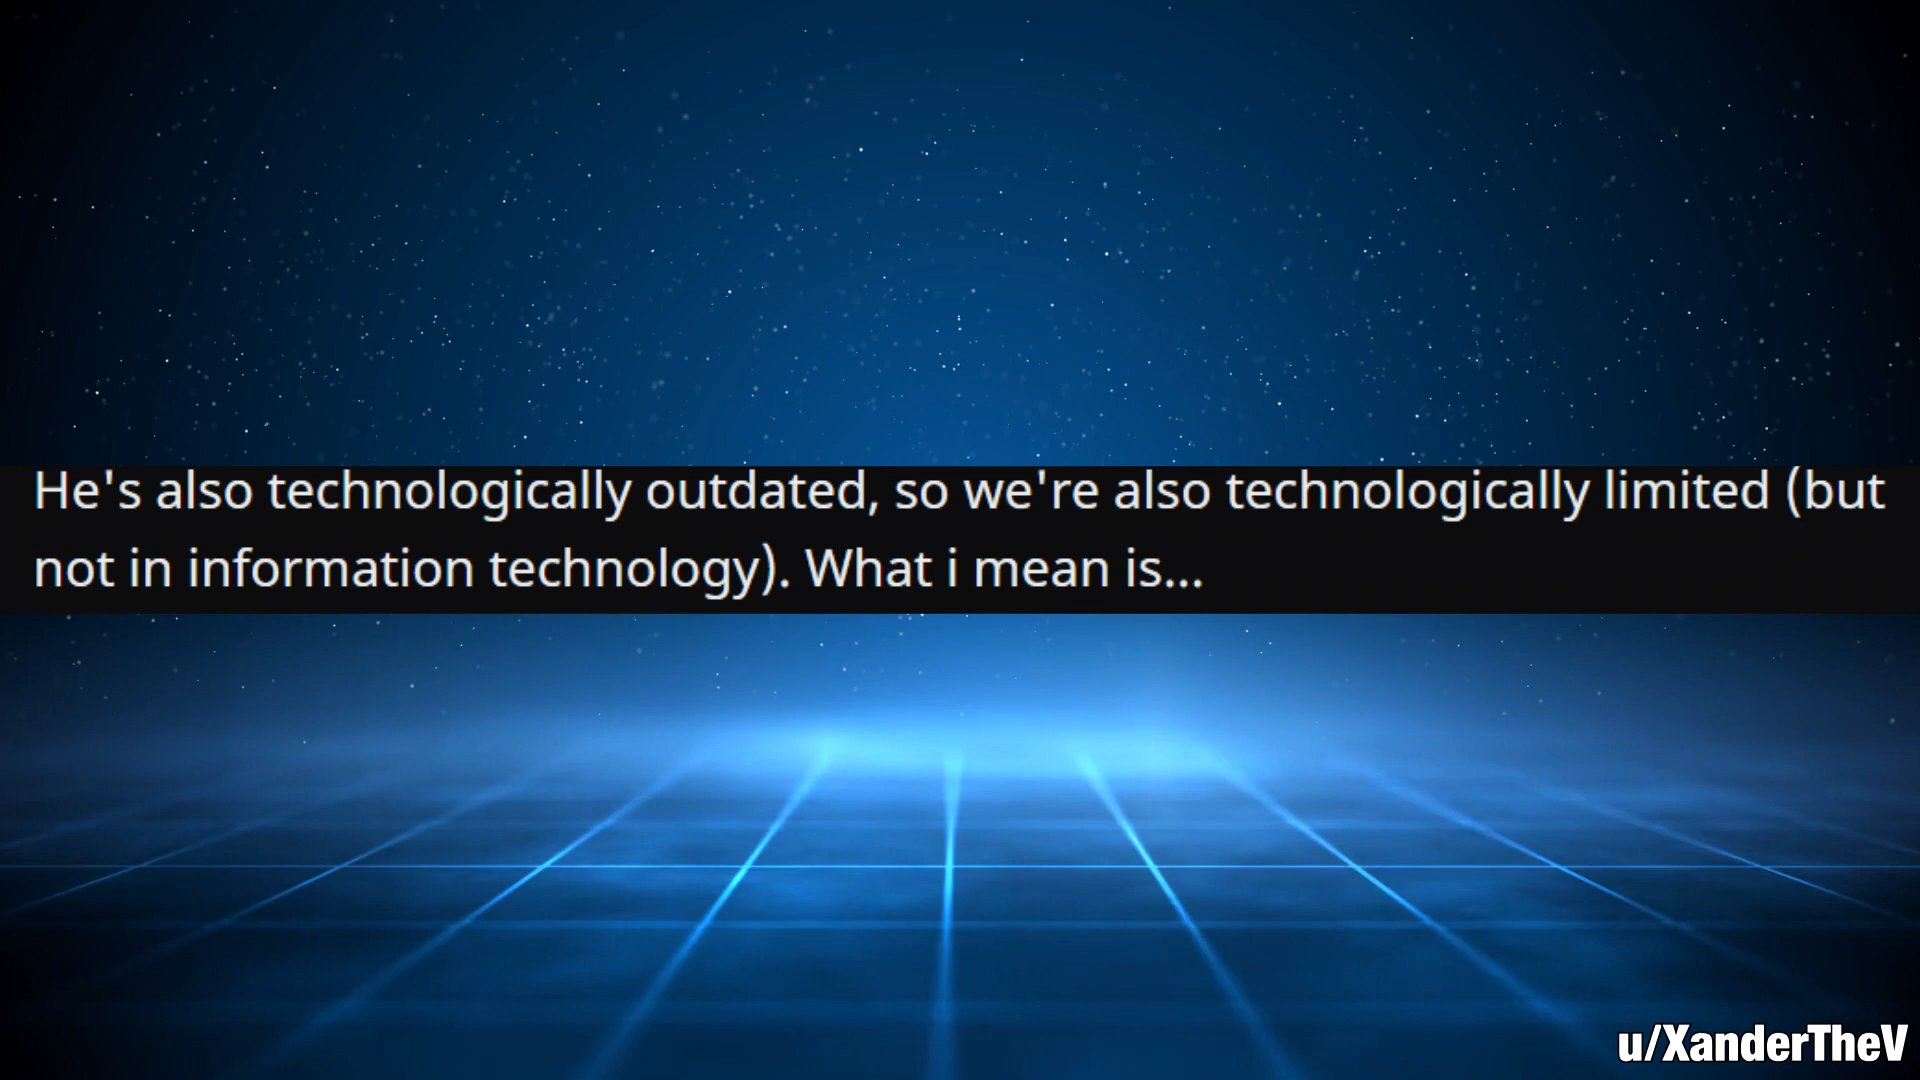 He's also technologically outdated, so we're also technologically limited (but
not in information technology). What i mean is...
u/XanderTheV